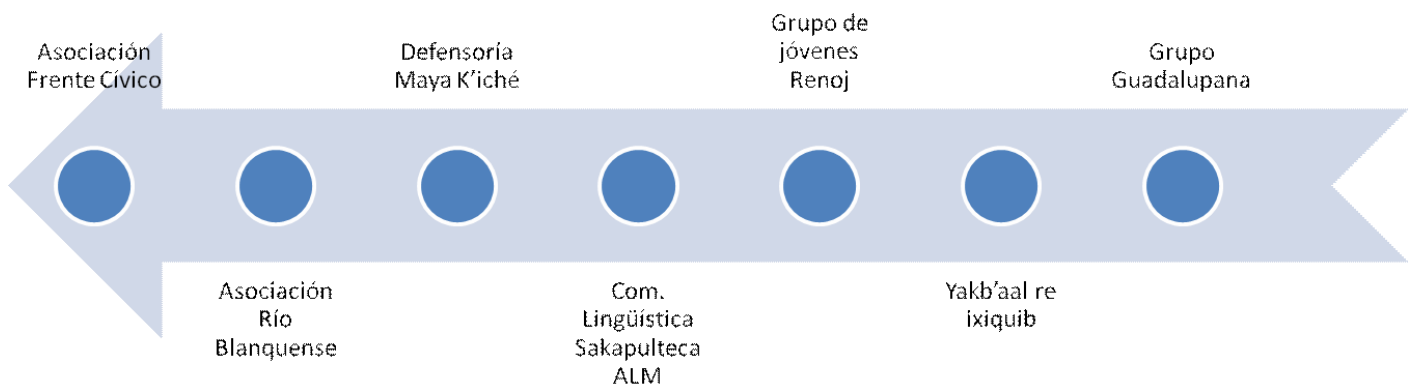 Asociación
Frente Cívico
Defensoría
Maya K'iché
Grupo de
jóvenes
Renoj
Grupo
Guadalupana
Asociación
Río
Blanquense
Com.
Lingüística
Sakapulteca
ALM
Yakb'aal re
ixiquib